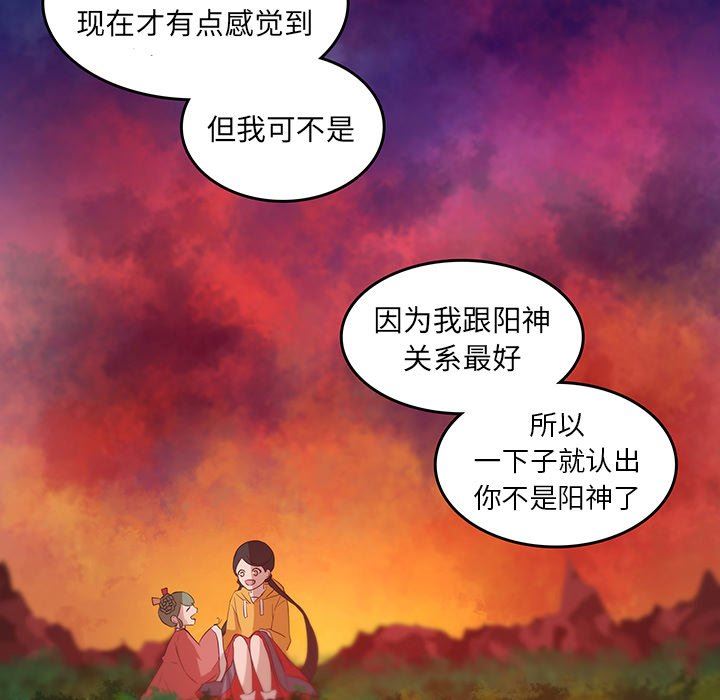 现在才有点感觉到
但我可不是
因为我跟阳神
关系最好
所以
一下子就认出
你不是阳神了